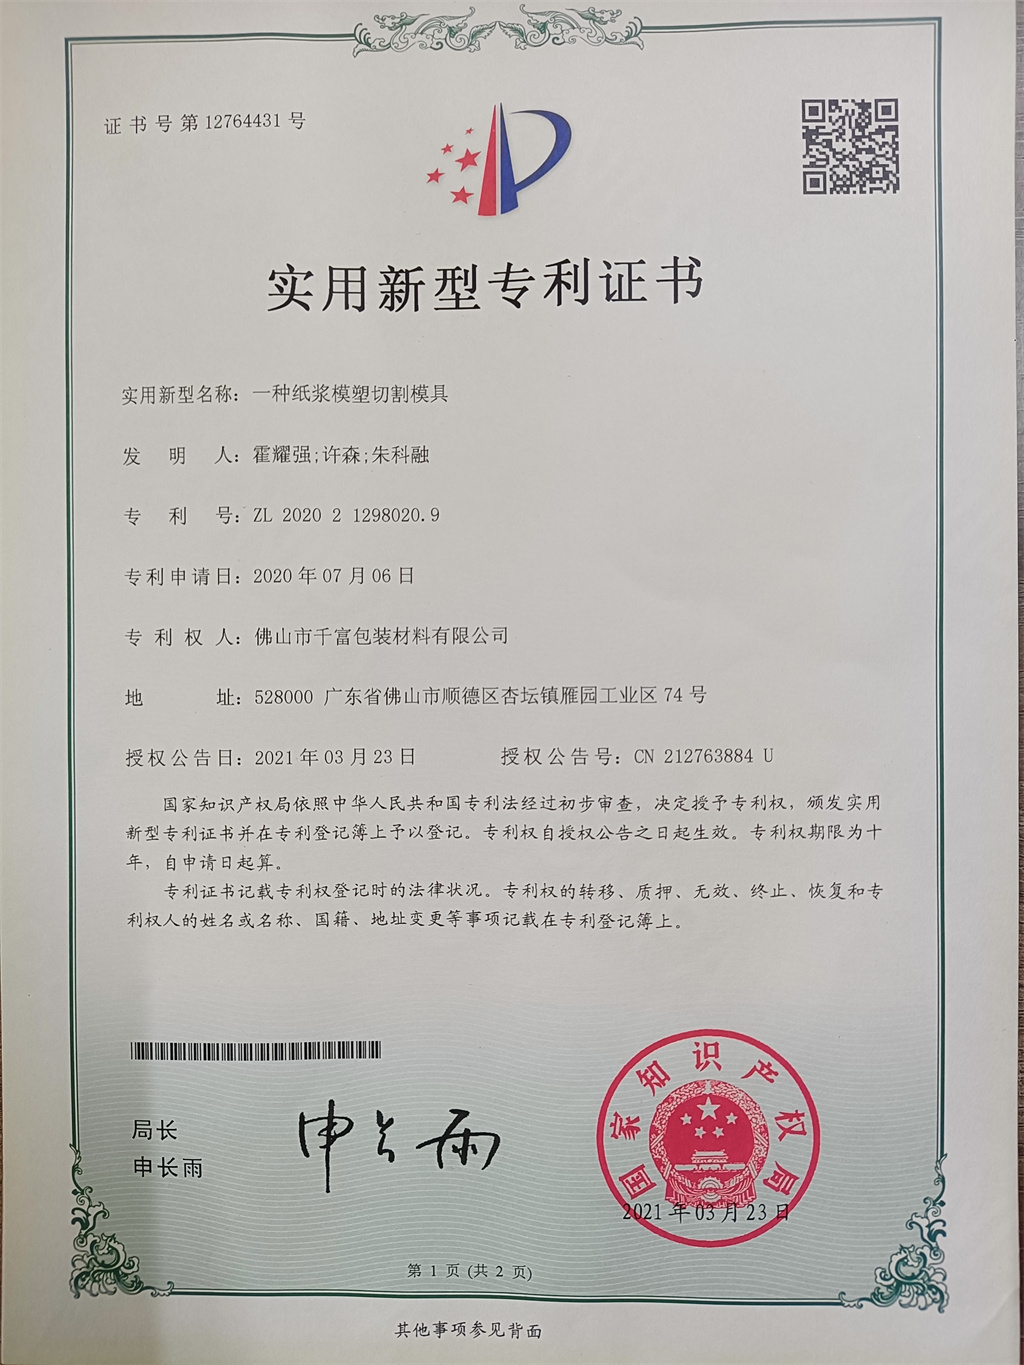 证书号第12764431号
实用新型专利证书
实用新型名称：一种纸浆模塑切割模具
发明人：霍耀强;许森;朱科融
专利号：ZL 2020 2 1298020.9
专利申请日：2020年07月06日
专利权人：佛山市千富包装材料有限公司
地址：528000 广东省佛山市顺德区杏坛镇雁园工业区74号
授权公告日：2021年03月23日 授权公告号：CN 212763884 U
国家知识产权局依照中华人民共和国专利法经过初步审查，决定授予专利权，颁发实用
新型专利证书并在专利登记簿上予以登记。专利权自授权公告之日起生效。专利权期限为十
年，自申请日起算。
专利证书记载专利权登记时的法律状况。专利权的转移、质押、无效、终止、恢复和专
利权人的姓名或名称、国籍、地址变更等事项记载在专利登记簿上。
局长
申长雨
申长雨
国家知识产权局
2021年03月23日
第 1 页 (共 2 页)
其他事项参见背面